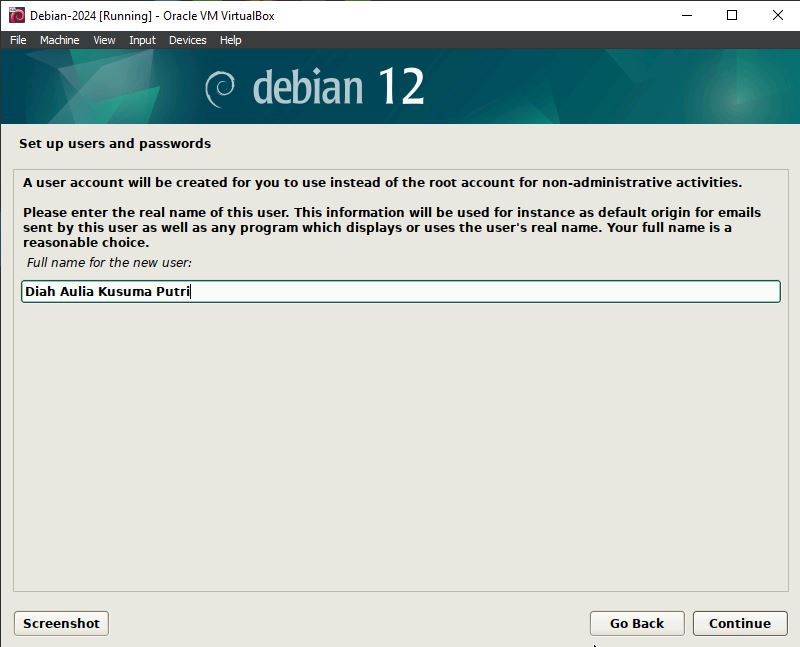 Debian-2024 [Running] - Oracle VM VirtualBox
File Machine View Input Devices Help
debian 12
Set up users and passwords
A user account will be created for you to use instead of the root account for non-administrative activities.
Please enter the real name of this user. This information will be used for instance as default origin for emails
sent by this user as well as any program which displays or uses the user's real name. Your full name is a
reasonable choice.
Full name for the new user:
Diah Aulia Kusuma Putri
Screenshot Go Back Continue